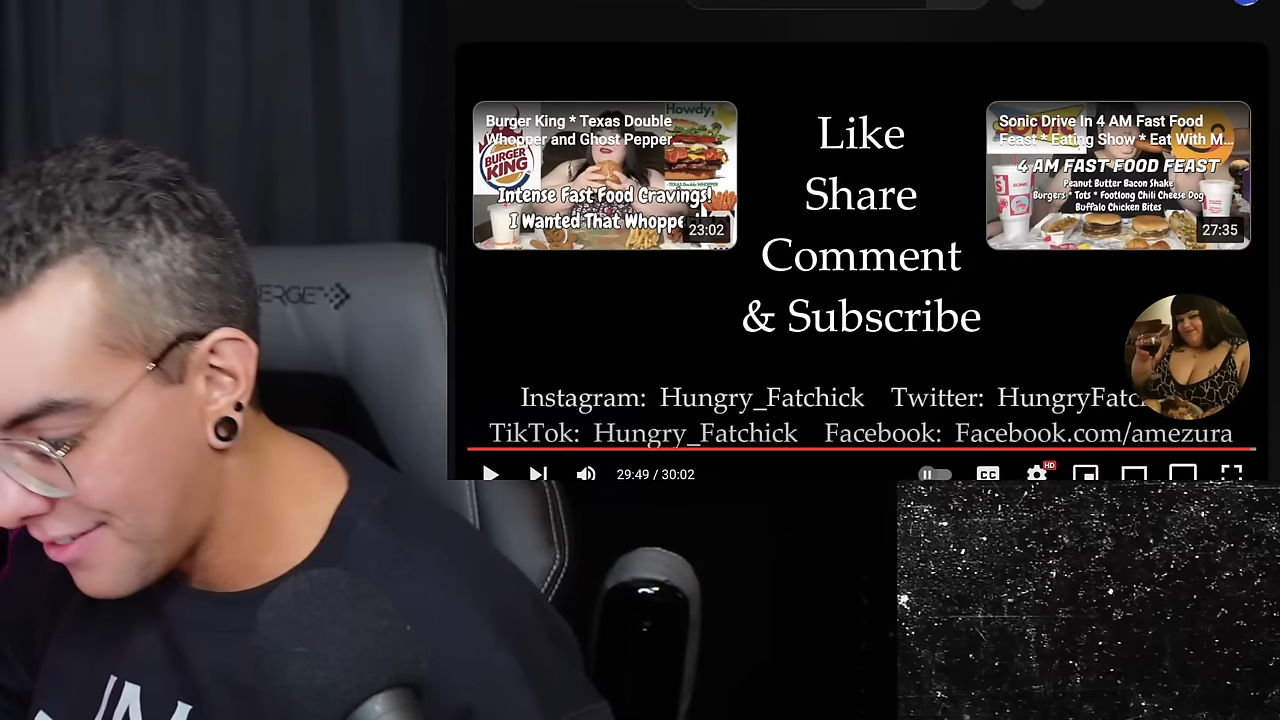 Burger King * Texas Double
Whopper and Ghost Pepper
Howdy,
BURGER
KING
Intense Fast Food Cravings!
I Wanted That
23:02
Like
Share
Comment
& Subscribe
Sonic Drive In 4 AM Fast Food
Feast * Eating Show * Eat With M...
4 AM FAST FOOD FEAST
Peanut Butter Bacon Shake
Burgers * Tots * Footlong Chili Cheese Dog
Buffalo Chicken Bites
27:35
Instagram: Hungry_Fatchick Twitter:
TikTok: Hungry_Fatchick Facebook: Facebook.com/amezura
29:49 / 30:02
CC
HD